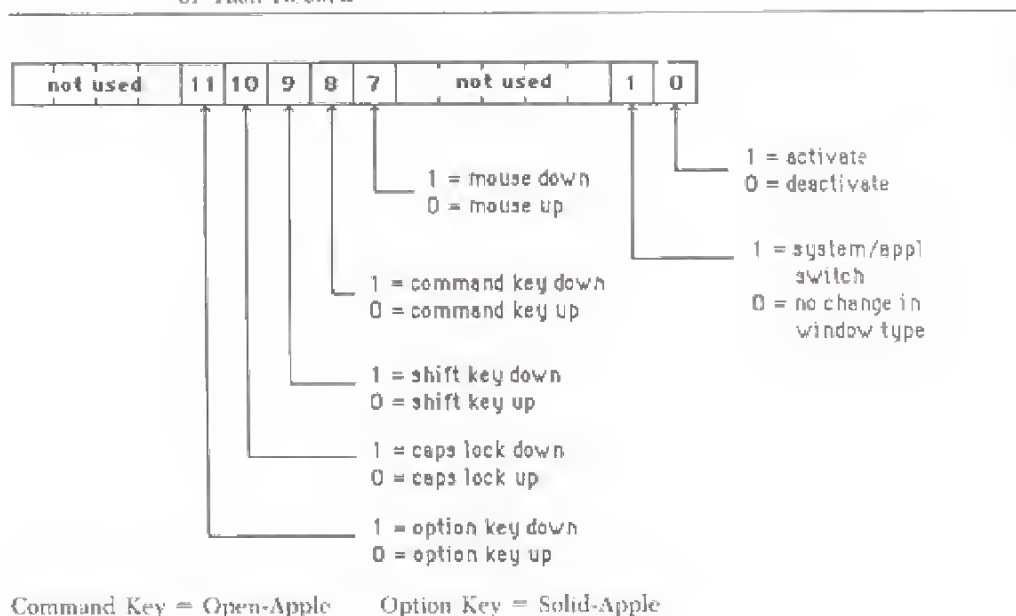 not used 11 10 9 8 7 not used 1 0
1 = activate
0 = deactivate
1 = mouse down
0 = mouse up
1 = system/appl
switch
0 = no change in
window type
1 = command key down
0 = command key up
1 = shift key down
0 = shift key up
1 = caps lock down
0 = caps lock up
1 = option key down
0 = option key up
Command Key = Open-Apple Option Key = Solid-Apple